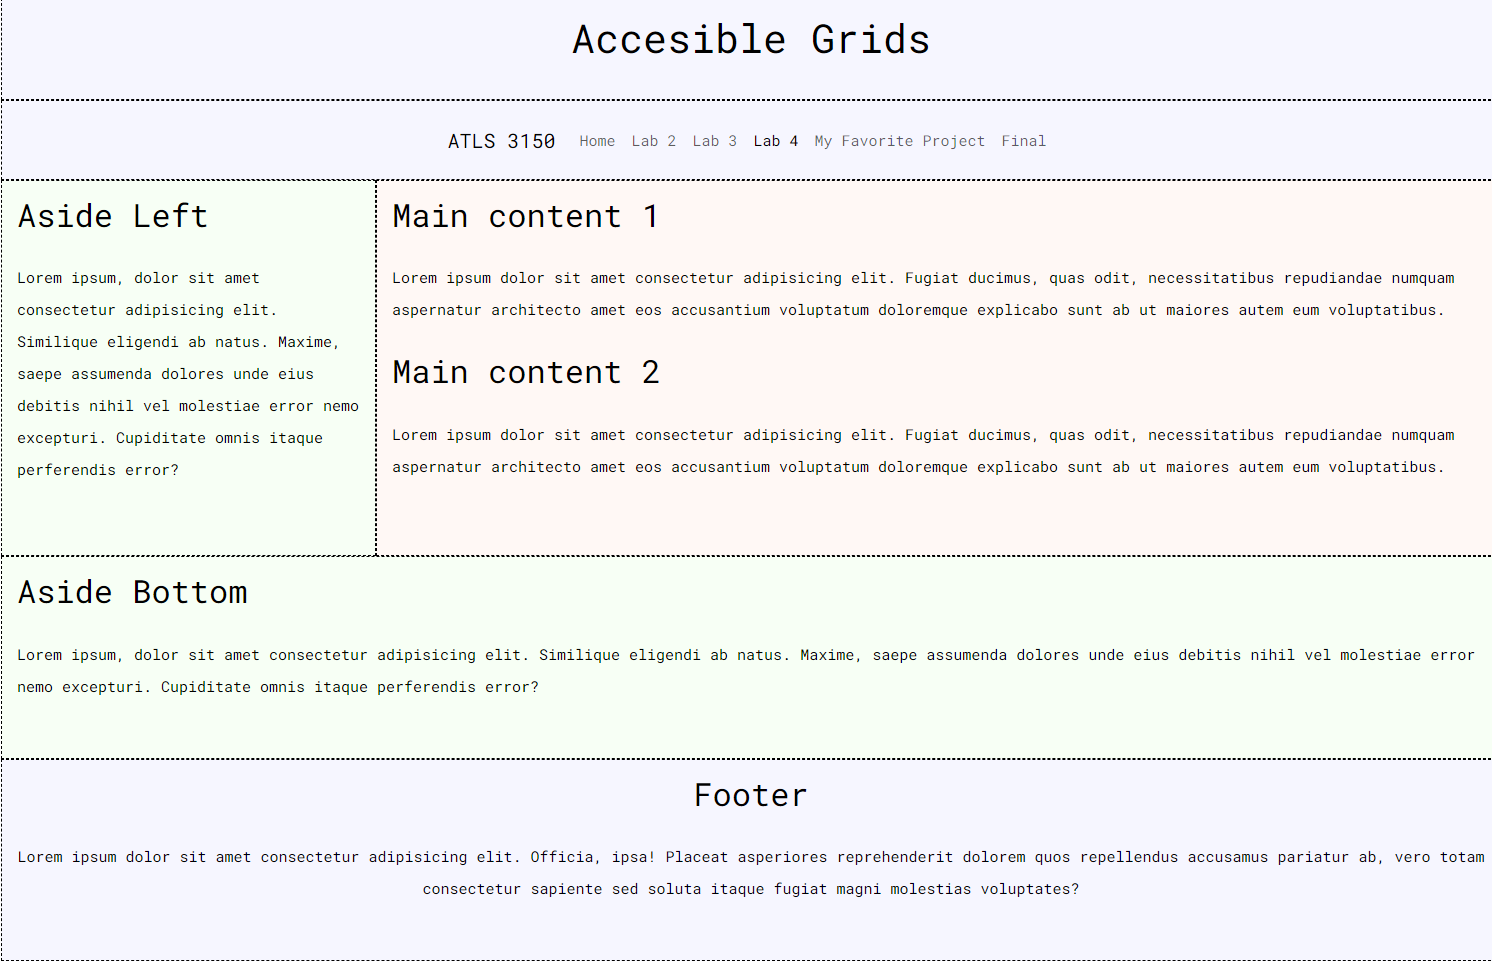 Accesible Grids
ATLS 3150 Home Lab 2 Lab 3 Lab 4 My Favorite Project Final
Aside Left
Lorem ipsum, dolor sit amet
consectetur adipisicing elit.
Similique eligendi ab natus. Maxime,
saepe assumenda dolores unde eius
debitis nihil vel molestiae error nemo
excepturi. Cupiditate omnis itaque
perferendis error?
Main content 1
Lorem ipsum dolor sit amet consectetur adipisicing elit. Fugiat ducimus, quas odit, necessitatibus repudiandae numquam
aspernatur architecto amet eos accusantium voluptatum doloremque explicabo sunt ab ut maiores autem eum voluptatibus.
Main content 2
Lorem ipsum dolor sit amet consectetur adipisicing elit. Fugiat ducimus, quas odit, necessitatibus repudiandae numquam
aspernatur architecto amet eos accusantium voluptatum doloremque explicabo sunt ab ut maiores autem eum voluptatibus.
Aside Bottom
Lorem ipsum, dolor sit amet consectetur adipisicing elit. Similique eligendi ab natus. Maxime, saepe assumenda dolores unde eius debitis nihil vel molestiae error
nemo excepturi. Cupiditate omnis itaque perferendis error?
Footer
Lorem ipsum dolor sit amet consectetur adipisicing elit. Officia, ipsa! Placeat asperiores reprehenderit dolorem quos repellendus accusamus pariatur ab, vero totam
consectetur sapiente sed soluta itaque fugiat magni molestias voluptates?